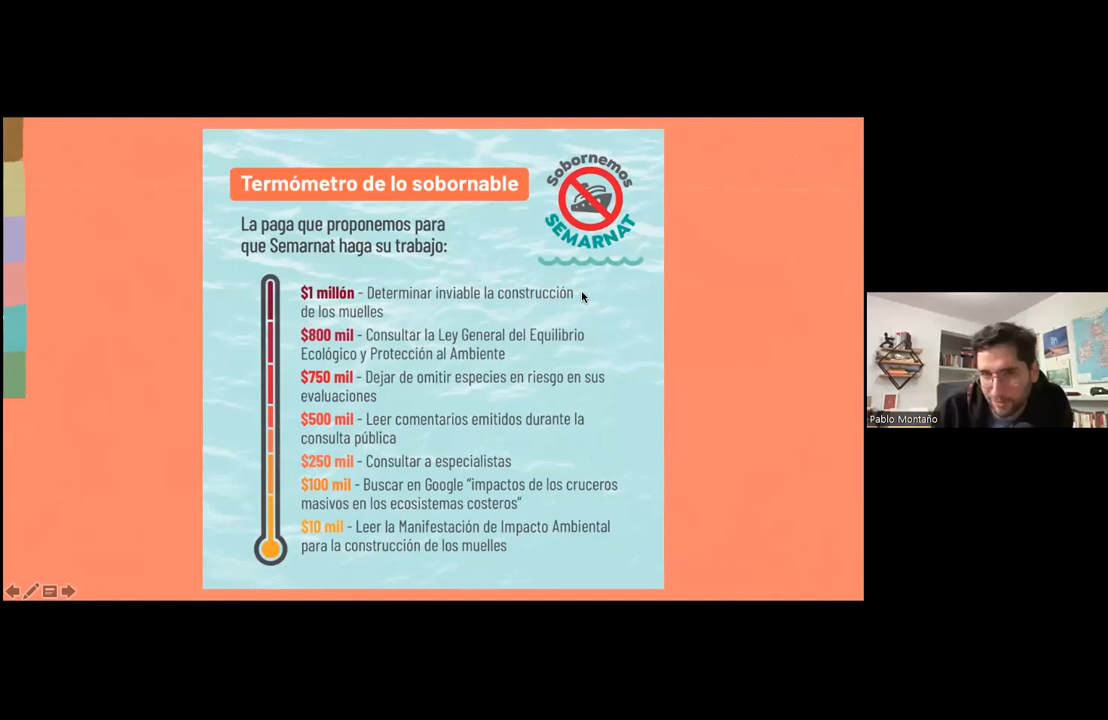 Termómetro de lo sobornable
Sobornemos
SEMARNAT
La paga que proponemos para
que Semarnat haga su trabajo:
$1 millón - Determinar inviable la construcción
de los muelles
$800 mil - Consultar la Ley General del Equilibrio
Ecológico y Protección al Ambiente
$750 mil - Dejar de omitir especies en riesgo en sus
evaluaciones
$500 mil - Leer comentarios emitidos durante la
consulta pública
$250 mil - Consultar a especialistas
$100 mil - Buscar en Google “impactos de los cruceros
masivos en los ecosistemas costeros”
$10 mil - Leer la Manifestación de Impacto Ambiental
para la construcción de los muelles
Pablo Montaño